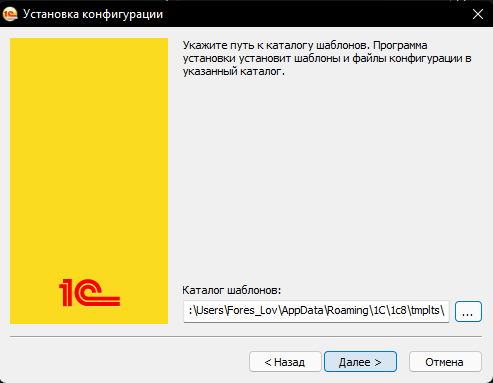 Установка конфигурации
Укажите путь к каталогу шаблонов. Программа
установки установит шаблоны и файлы конфигурации в
указанный каталог.
1C
Каталог шаблонов:
:\Users\Fores_Lov\AppData\Roaming\1C\1c8\tmplts\
...
< Назад
Далее >
Отмена